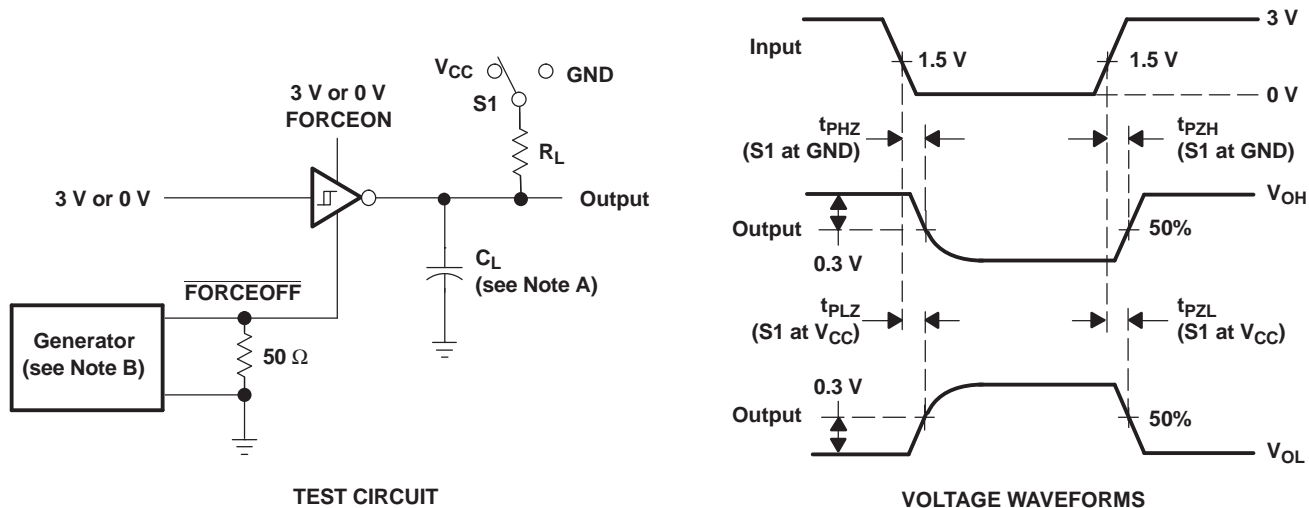 V_CC
GND
S1
3 V or 0 V
FORCEON
R_L
3 V or 0 V
Output
C_L
(see Note A)
FORCEOFF
Generator
(see Note B)
50 Ω
TEST CIRCUIT
Input
3 V
1.5 V
1.5 V
0 V
t_PHZ
(S1 at GND)
t_PZH
(S1 at GND)
V_OH
Output
50%
0.3 V
t_PLZ
(S1 at V_CC)
t_PZL
(S1 at V_CC)
0.3 V
Output
50%
V_OL
VOLTAGE WAVEFORMS